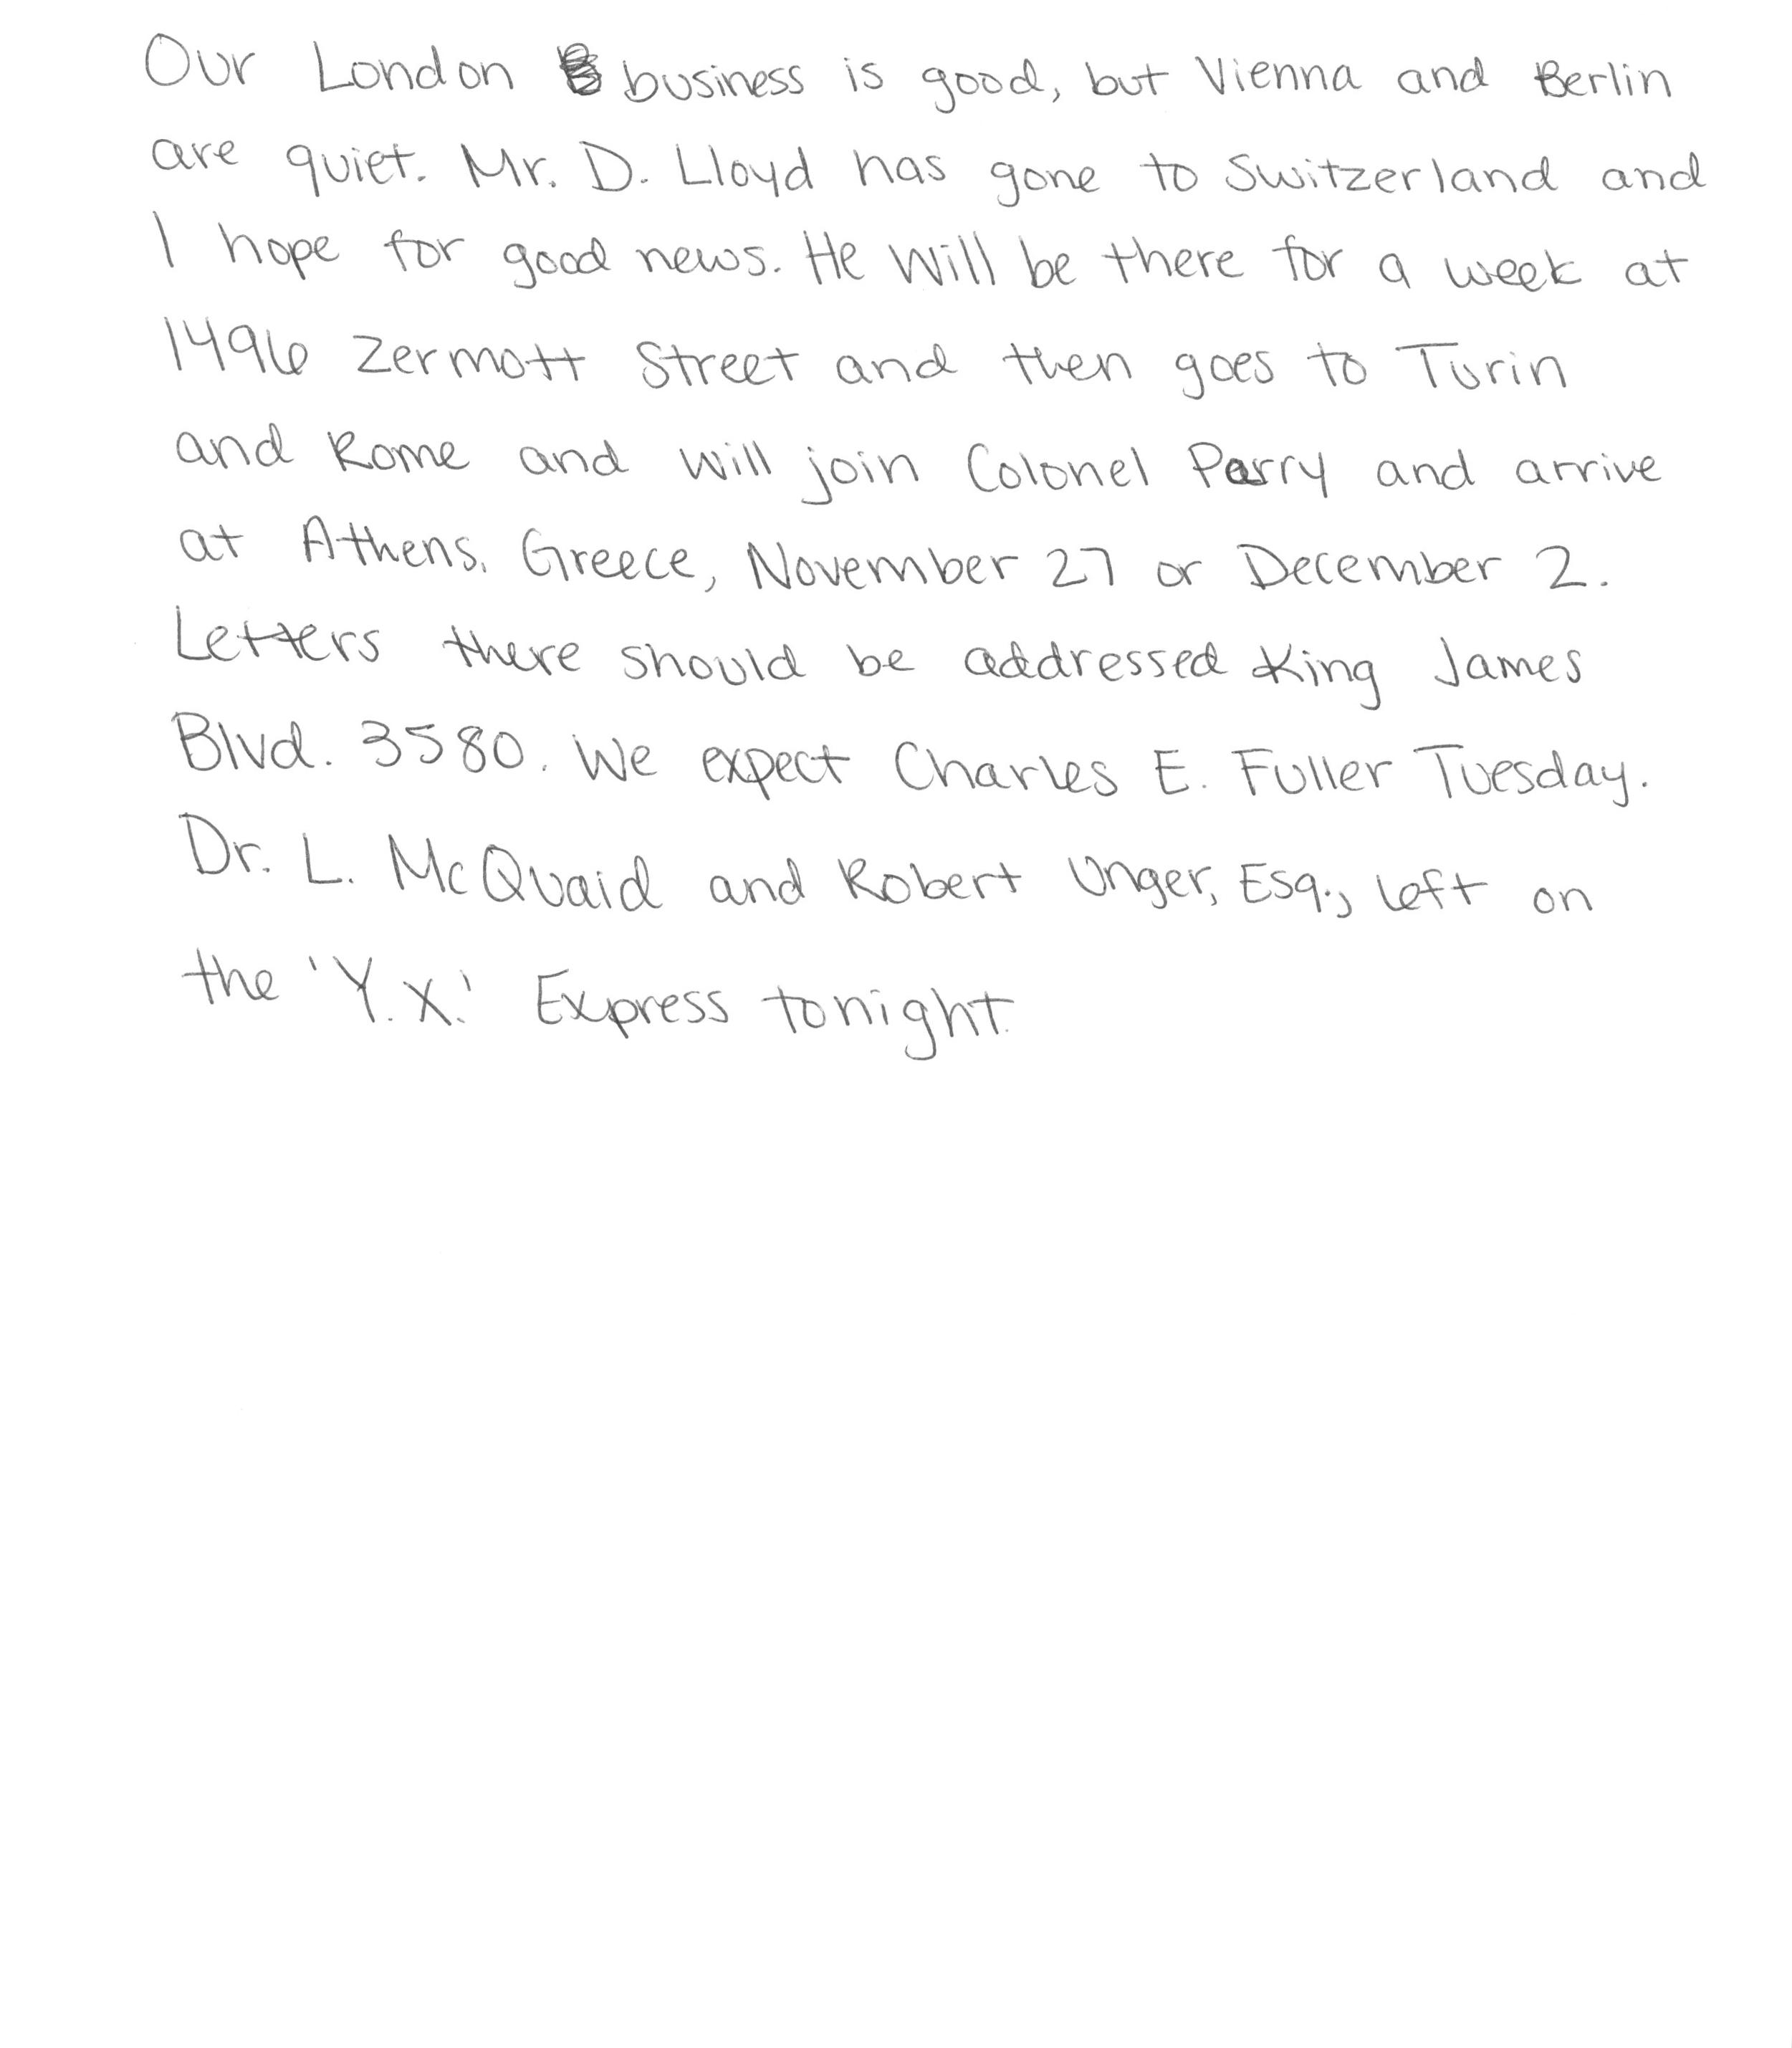 Our London business is good, but Vienna and Berlin
are quiet. Mr. D. Lloyd has gone to Switzerland and
I hope for good news. He will be there for a week at
1496 Zermott Street and then goes to Turin
and Rome and will join Colonel Parry and arrive
at Athens, Greece, November 27 or December 2.
Letters there should be addressed King James
Blvd. 3580. We expect Charles E. Fuller Tuesday.
Dr. L. McQuaid and Robert Unger, Esq., left on
the 'Y.X.' Express tonight.